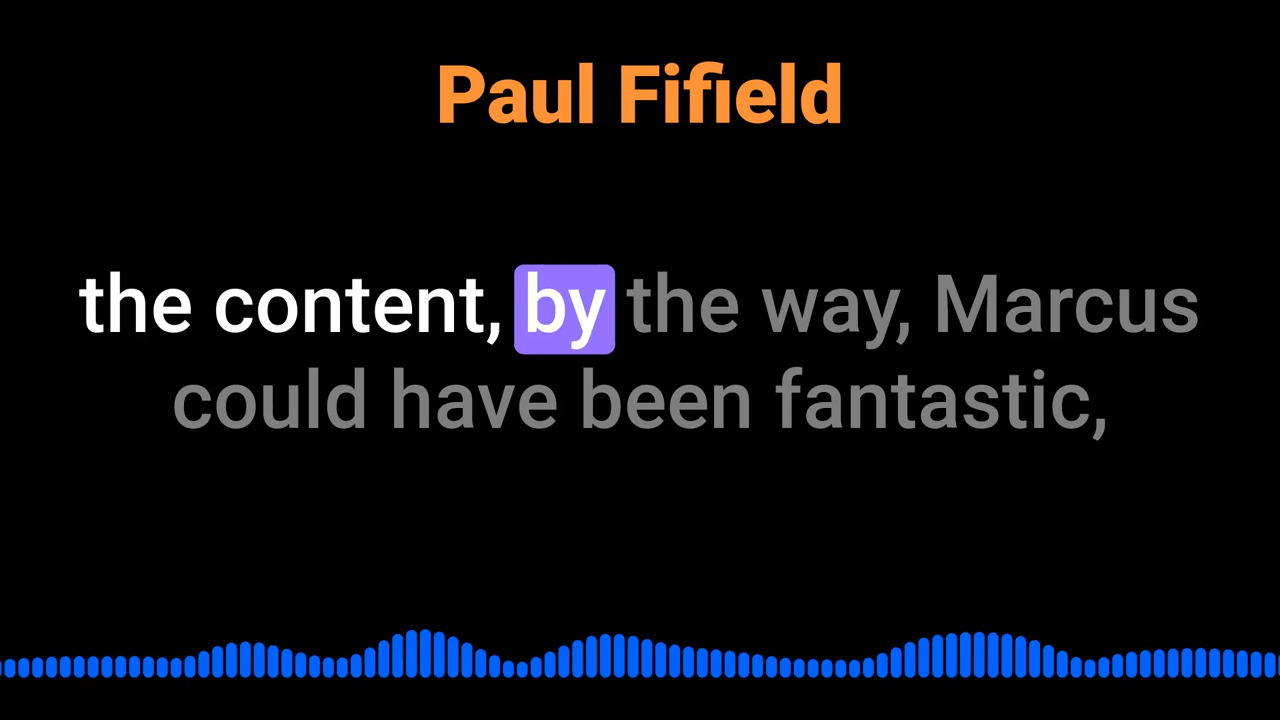 Paul Fifield
the content, by the way, Marcus
could have been fantastic,